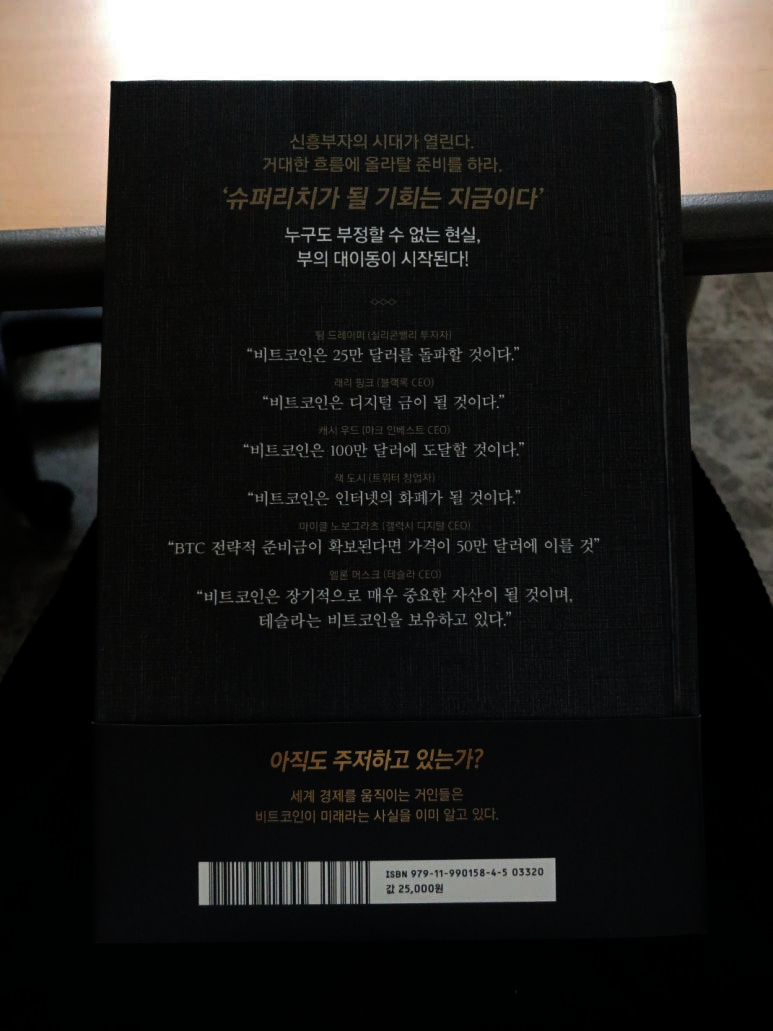 신흥부자의 시대가 열린다.
거대한 흐름에 올라탈 준비를 하라.
‘슈퍼리치가 될 기회는 지금이다’
누구도 부정할 수 없는 현실,
부의 대이동이 시작된다!
팀 드레이퍼 (실리콘밸리 투자자)
“비트코인은 25만 달러를 돌파할 것이다.”
래리 핑크 (블랙록 CEO)
“비트코인은 디지털 금이 될 것이다.”
캐시 우드 (아크 인베스트 CEO)
“비트코인은 100만 달러에 도달할 것이다.”
잭 도시 (트위터 창업자)
“비트코인은 인터넷의 화폐가 될 것이다.”
마이클 노보그라츠 (갤럭시 디지털 CEO)
“BTC 전략적 준비금이 확보된다면 가격이 50만 달러에 이를 것”
엘론 머스크 (테슬라 CEO)
“비트코인은 장기적으로 매우 중요한 자산이 될 것이며,
테슬라는 비트코인을 보유하고 있다.”
아직도 주저하고 있는가?
세계 경제를 움직이는 거인들은
비트코인이 미래라는 사실을 이미 알고 있다.
ISBN 979-11-990158-4-5 03320
값 25,000원